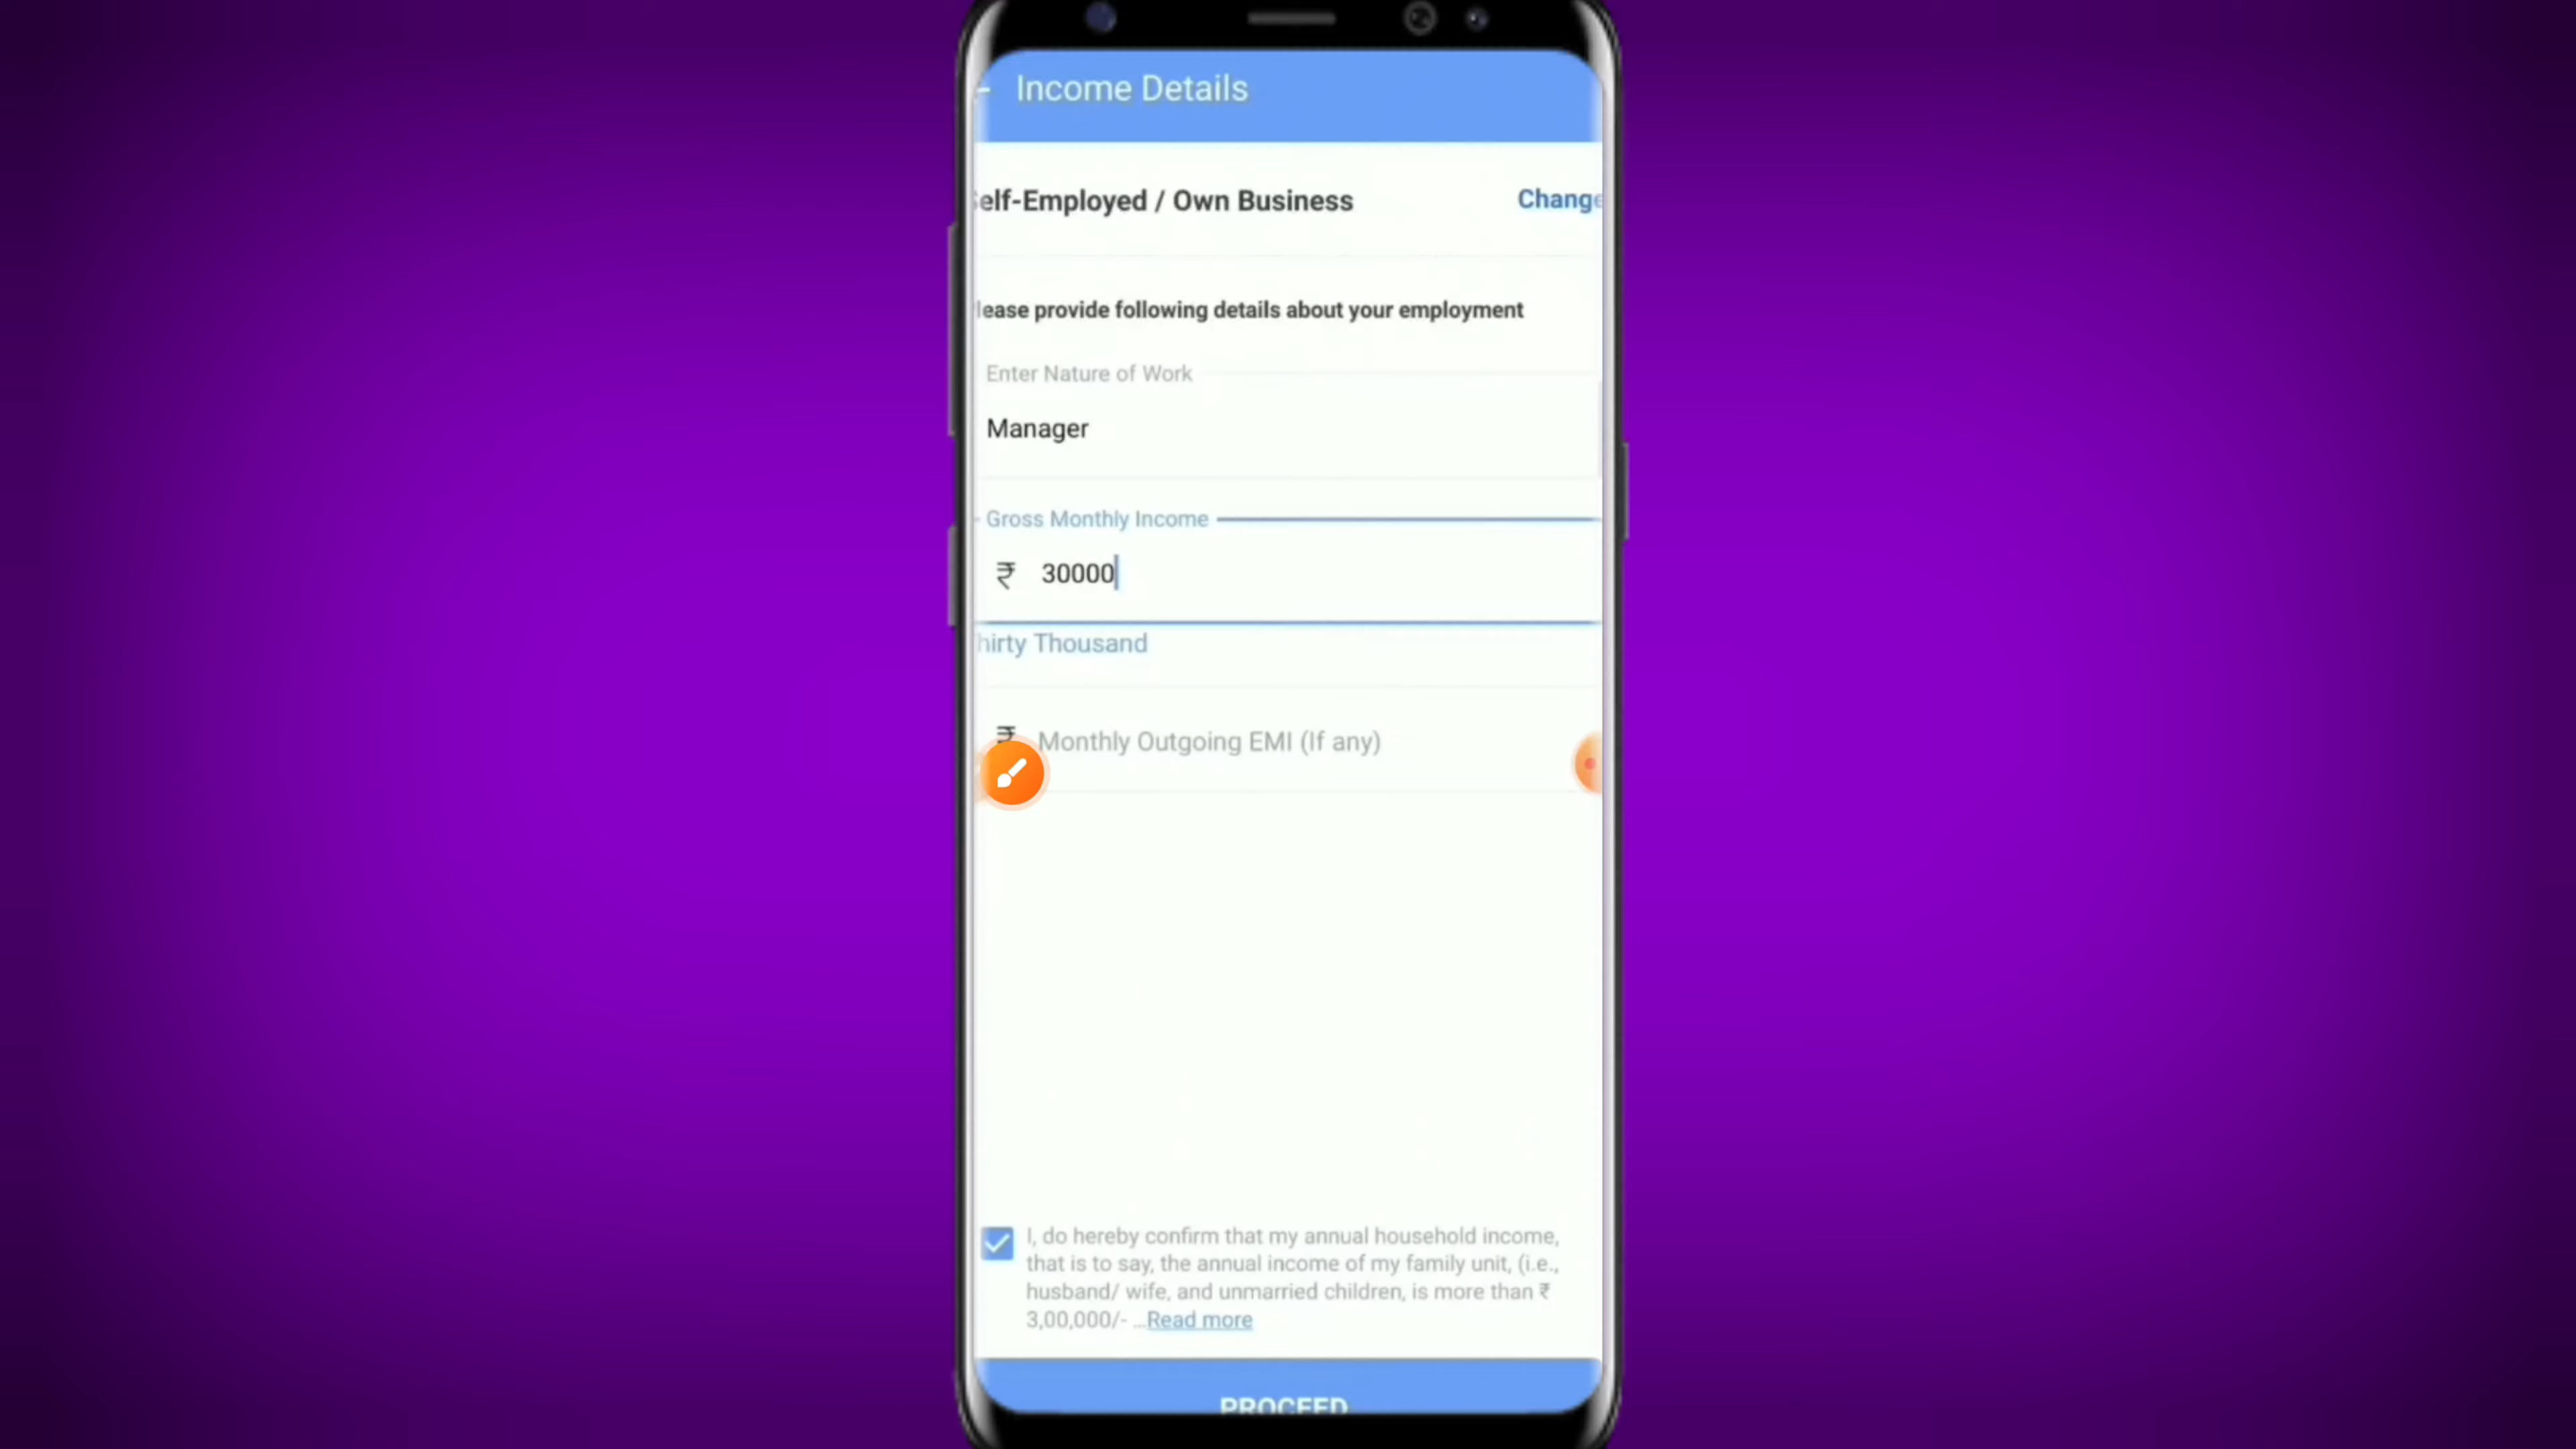 Income Details
elf-Employed / Own Business
Change
lease provide following details about your employment
Enter Nature of Work
Manager
Gross Monthly Income
₹ 30000
hirty Thousand
₹ Monthly Outgoing EMI (If any)
I, do hereby confirm that my annual household income,
that is to say, the annual income of my family unit, (i.e.,
husband/ wife, and unmarried children, is more than ₹
3,00,000/- ...Read more
PROCEED